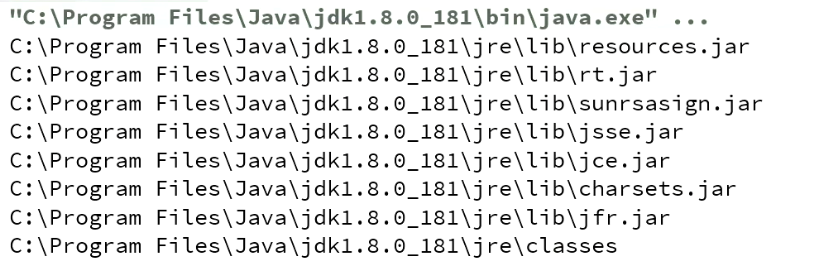 "C:\Program Files\Java\jdk1.8.0_181\bin\java.exe" ...
C:\Program Files\Java\jdk1.8.0_181\jre\lib\resources.jar
C:\Program Files\Java\jdk1.8.0_181\jre\lib\rt.jar
C:\Program Files\Java\jdk1.8.0_181\jre\lib\sunrsasign.jar
C:\Program Files\Java\jdk1.8.0_181\jre\lib\jsse.jar
C:\Program Files\Java\jdk1.8.0_181\jre\lib\jce.jar
C:\Program Files\Java\jdk1.8.0_181\jre\lib\charsets.jar
C:\Program Files\Java\jdk1.8.0_181\jre\lib\jfr.jar
C:\Program Files\Java\jdk1.8.0_181\jre\classes